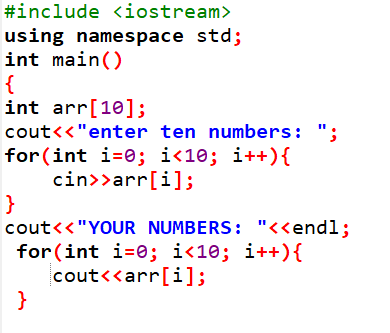 #include <iostream>
using namespace std;
int main()
{
int arr[10];
cout<<"enter ten numbers: ";
for(int i=0; i<10; i++){
    cin>>arr[i];
}
cout<<"YOUR NUMBERS: "<<endl;
 for(int i=0; i<10; i++){
    cout<<arr[i];
 }